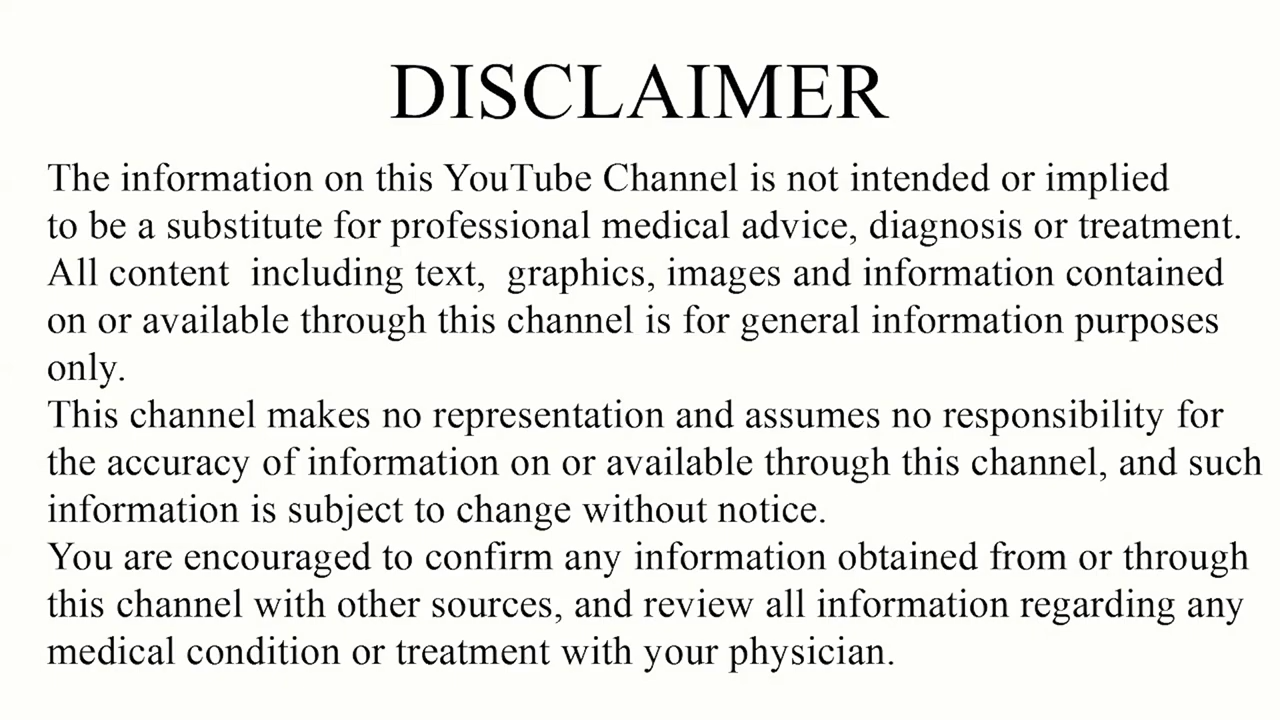 DISCLAIMER
The information on this YouTube Channel is not intended or implied
to be a substitute for professional medical advice, diagnosis or treatment.
All content  including text,  graphics, images and information contained
on or available through this channel is for general information purposes
only.
This channel makes no representation and assumes no responsibility for
the accuracy of information on or available through this channel, and such
information is subject to change without notice.
You are encouraged to confirm any information obtained from or through
this channel with other sources, and review all information regarding any
medical condition or treatment with your physician.